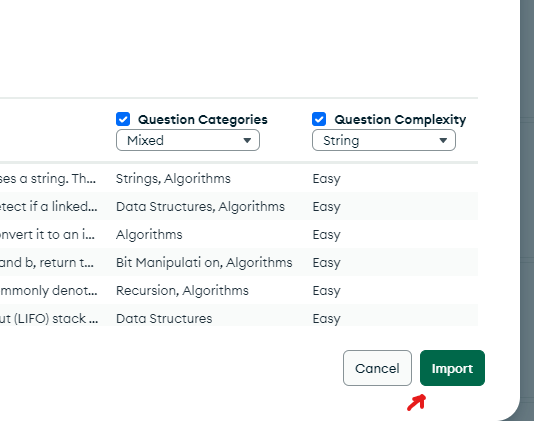 Question Categories Question Complexity
Mixed String
ses a string. Th... Strings, Algorithms Easy
etect if a linked... Data Structures, Algorithms Easy
nvert it to an i... Algorithms Easy
and b, return t... Bit Manipulati on, Algorithms Easy
mmonly denot... Recursion, Algorithms Easy
ut (LIFO) stack ... Data Structures Easy
Cancel Import